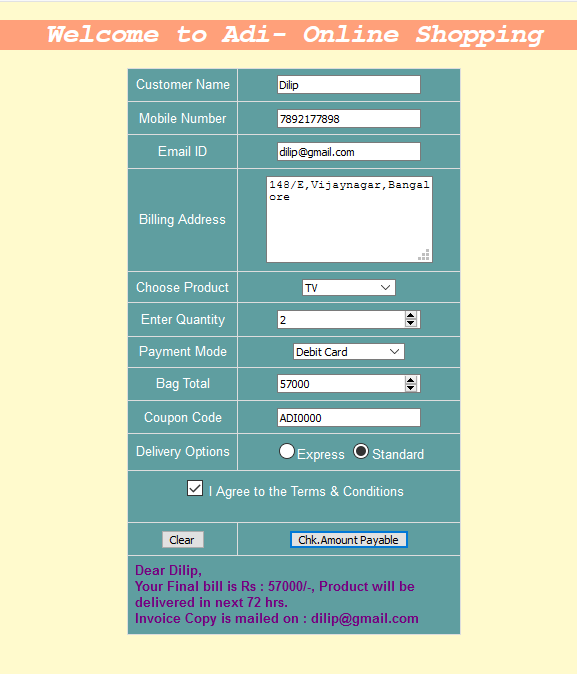 Welcome to Adi- Online Shopping
Customer Name Dilip
Mobile Number 7892177898
Email ID dilip@gmail.com
Billing Address 148/E,Vijaynagar,Bangal
ore
Choose Product TV
Enter Quantity 2
Payment Mode Debit Card
Bag Total 57000
Coupon Code ADI0000
Delivery Options Express Standard
I Agree to the Terms & Conditions
Clear Chk.Amount Payable
Dear Dilip,
Your Final bill is Rs : 57000/-, Product will be
delivered in next 72 hrs.
Invoice Copy is mailed on : dilip@gmail.com